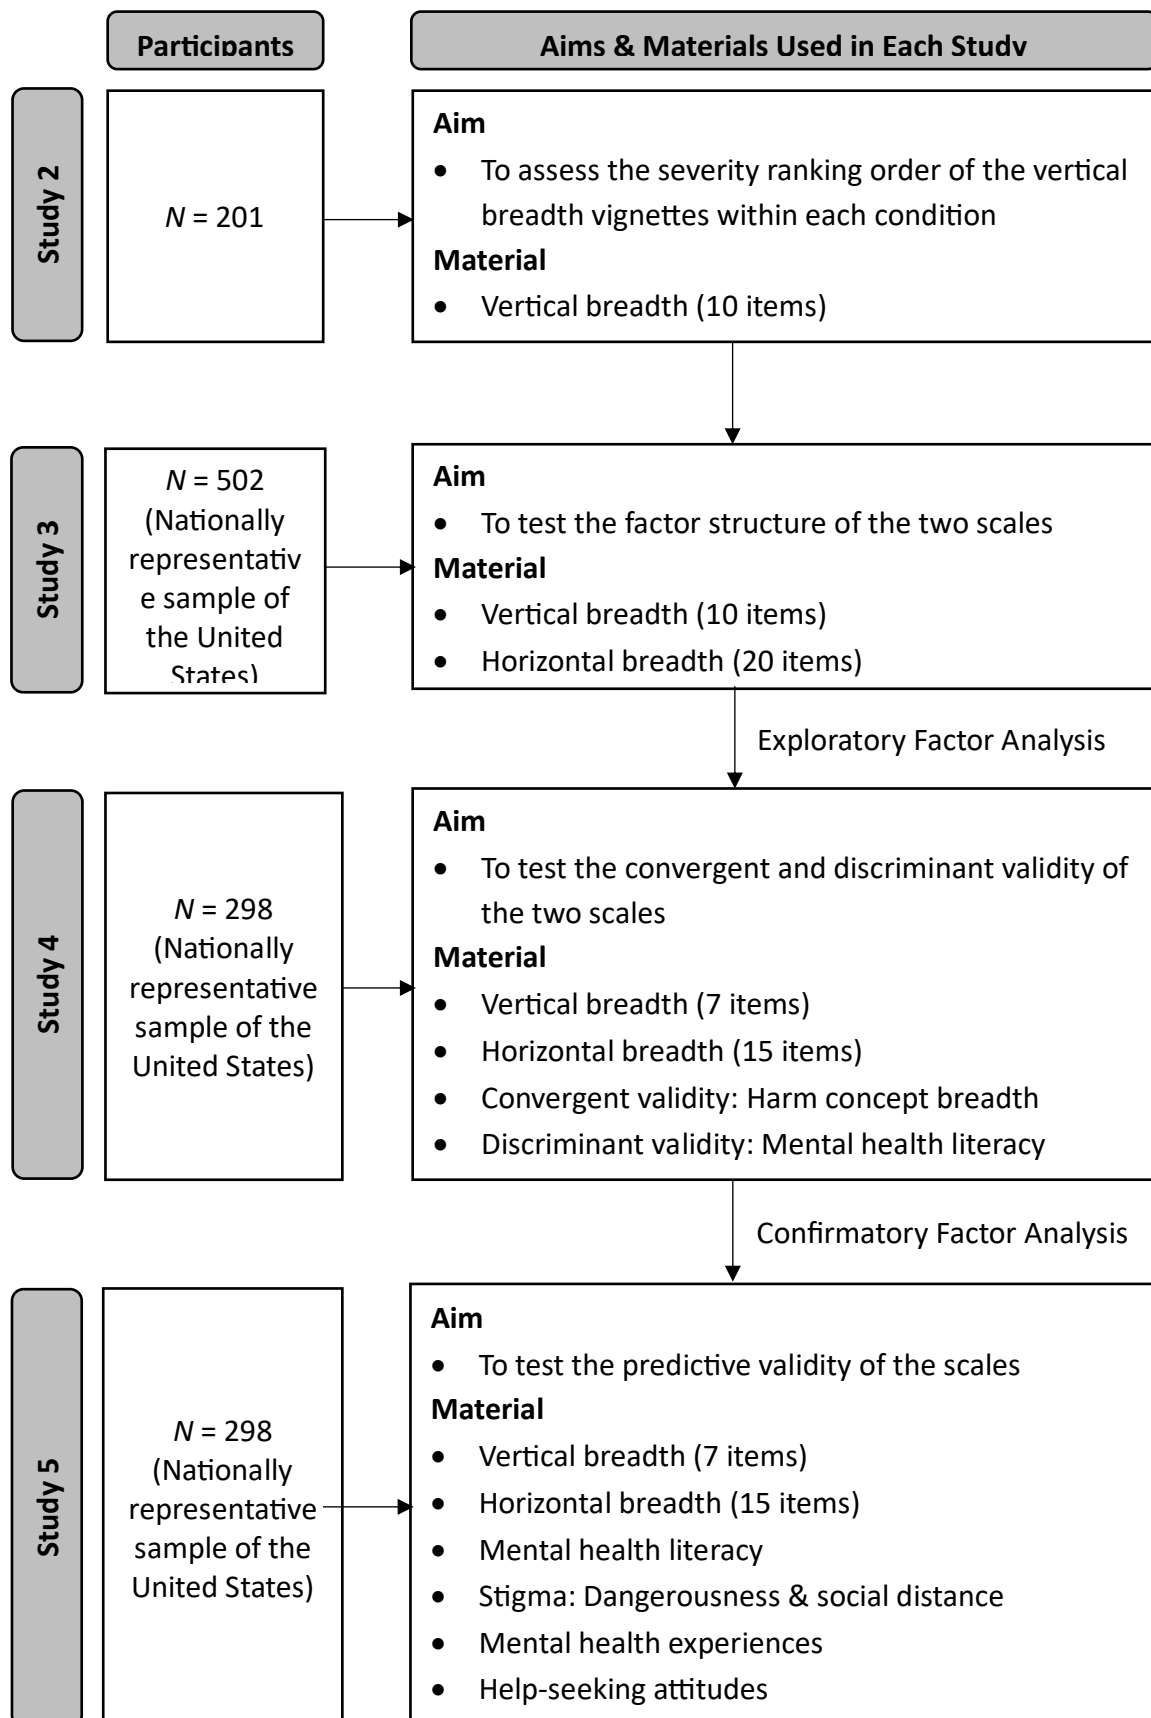 Participants
Aims & Materials Used in Each Study
Study 2
N = 201
Aim
• To assess the severity ranking order of the vertical
breadth vignettes within each condition
Material
• Vertical breadth (10 items)
Study 3
N = 502
(Nationally
representativ
e sample of
the United
States)
Aim
• To test the factor structure of the two scales
Material
• Vertical breadth (10 items)
• Horizontal breadth (20 items)
Exploratory Factor Analysis
Study 4
N = 298
(Nationally
representative
sample of the
United States)
Aim
• To test the convergent and discriminant validity of
the two scales
Material
• Vertical breadth (7 items)
• Horizontal breadth (15 items)
• Convergent validity: Harm concept breadth
• Discriminant validity: Mental health literacy
Confirmatory Factor Analysis
Study 5
N = 298
(Nationally
representative
sample of the
United States)
Aim
• To test the predictive validity of the scales
Material
• Vertical breadth (7 items)
• Horizontal breadth (15 items)
• Mental health literacy
• Stigma: Dangerousness & social distance
• Mental health experiences
• Help-seeking attitudes